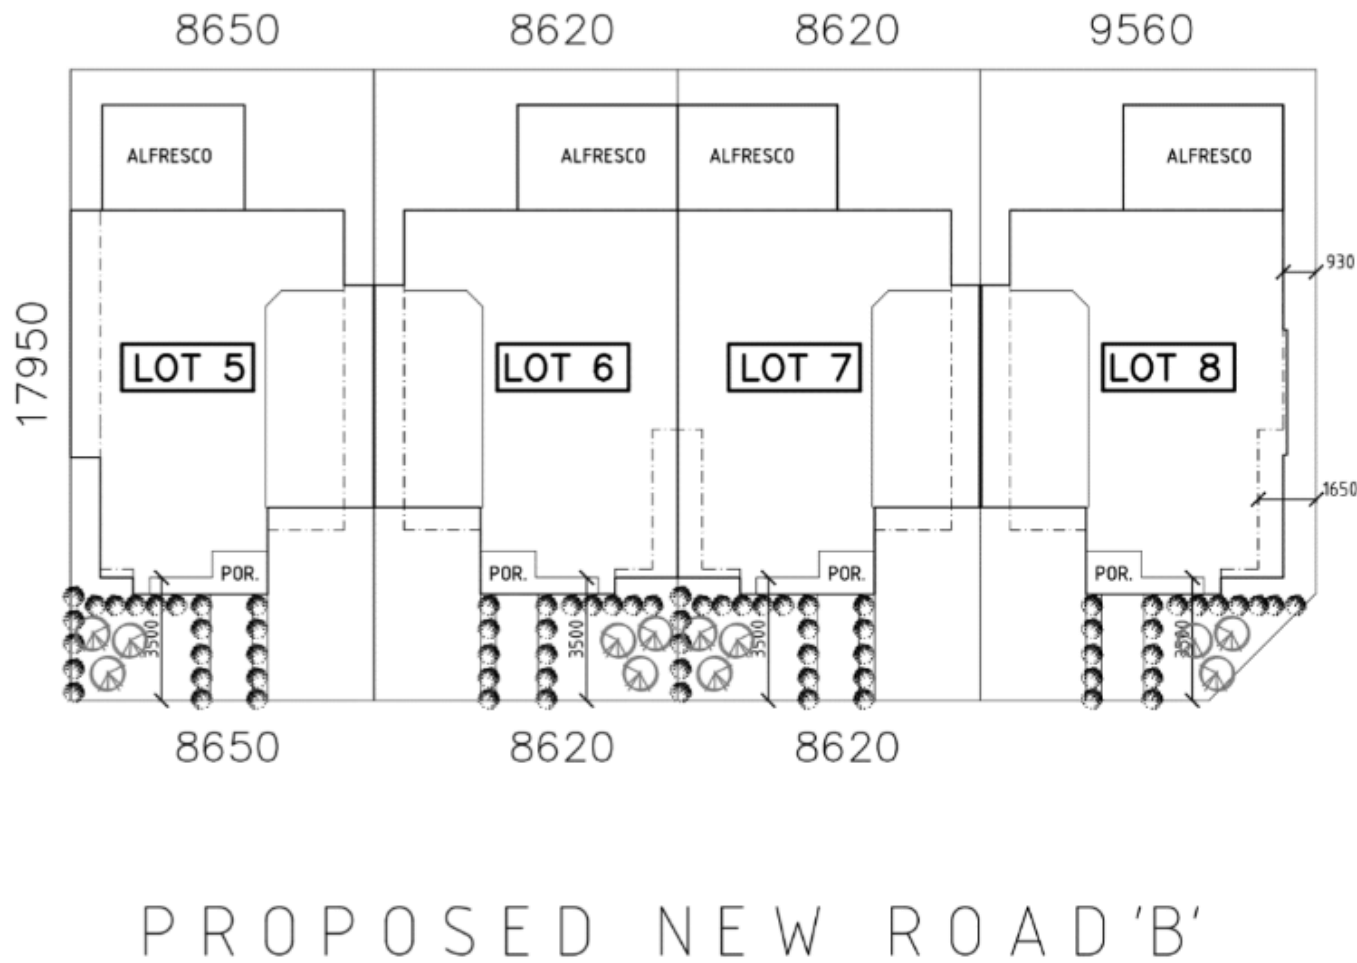 8650 8620 8620 9560
ALFRESCO ALFRESCO ALFRESCO ALFRESCO
930
17950
LOT 5 LOT 6 LOT 7 LOT 8
1650
POR. POR. POR. POR.
3500 3500 3500 3500
8650 8620 8620
PROPOSED NEW ROAD 'B'